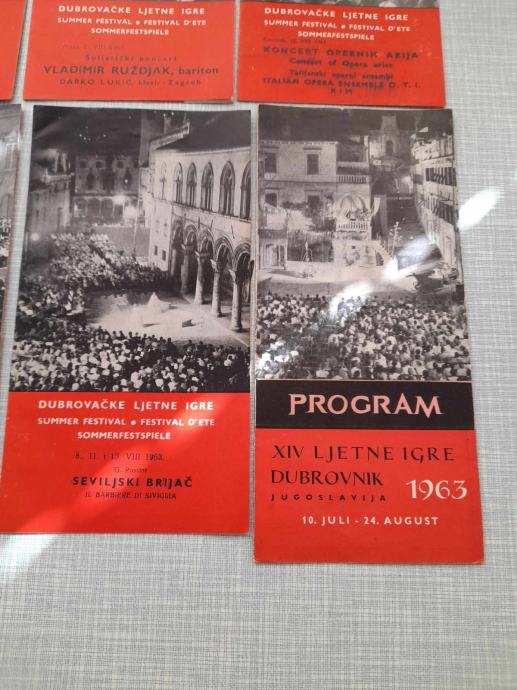 DUBROVAČKE LJETNE IGRE
SUMMER FESTIVAL • FESTIVAL D'ETE
SOMMERFESTSPIELE
Solistički koncert
VLADIMIR RUŽDJAK, bariton
DARKO LUKIĆ, klavir - Zagreb
DUBROVAČKE LJETNE IGRE
SUMMER FESTIVAL • FESTIVAL D'ETE
SOMMERFESTSPIELE
KONCERT OPERNIH ARIJA
Concert of Opera aries
Talijanski operni ansambl
ITALIAN OPERA ENSEMBLE O. T. I.
RIM
DUBROVAČKE LJETNE IGRE
SUMMER FESTIVAL • FESTIVAL D'ETE
SOMMERFESTSPIELE
8., 11. i 13. VIII 1963.
G. Rossini
SEVILJSKI BRIJAČ
IL BARBIERE DI SIVIGLIA
PROGRAM
XIV LJETNE IGRE
DUBROVNIK
JUGOSLAVIJA
1963
10. JULI - 24. AUGUST